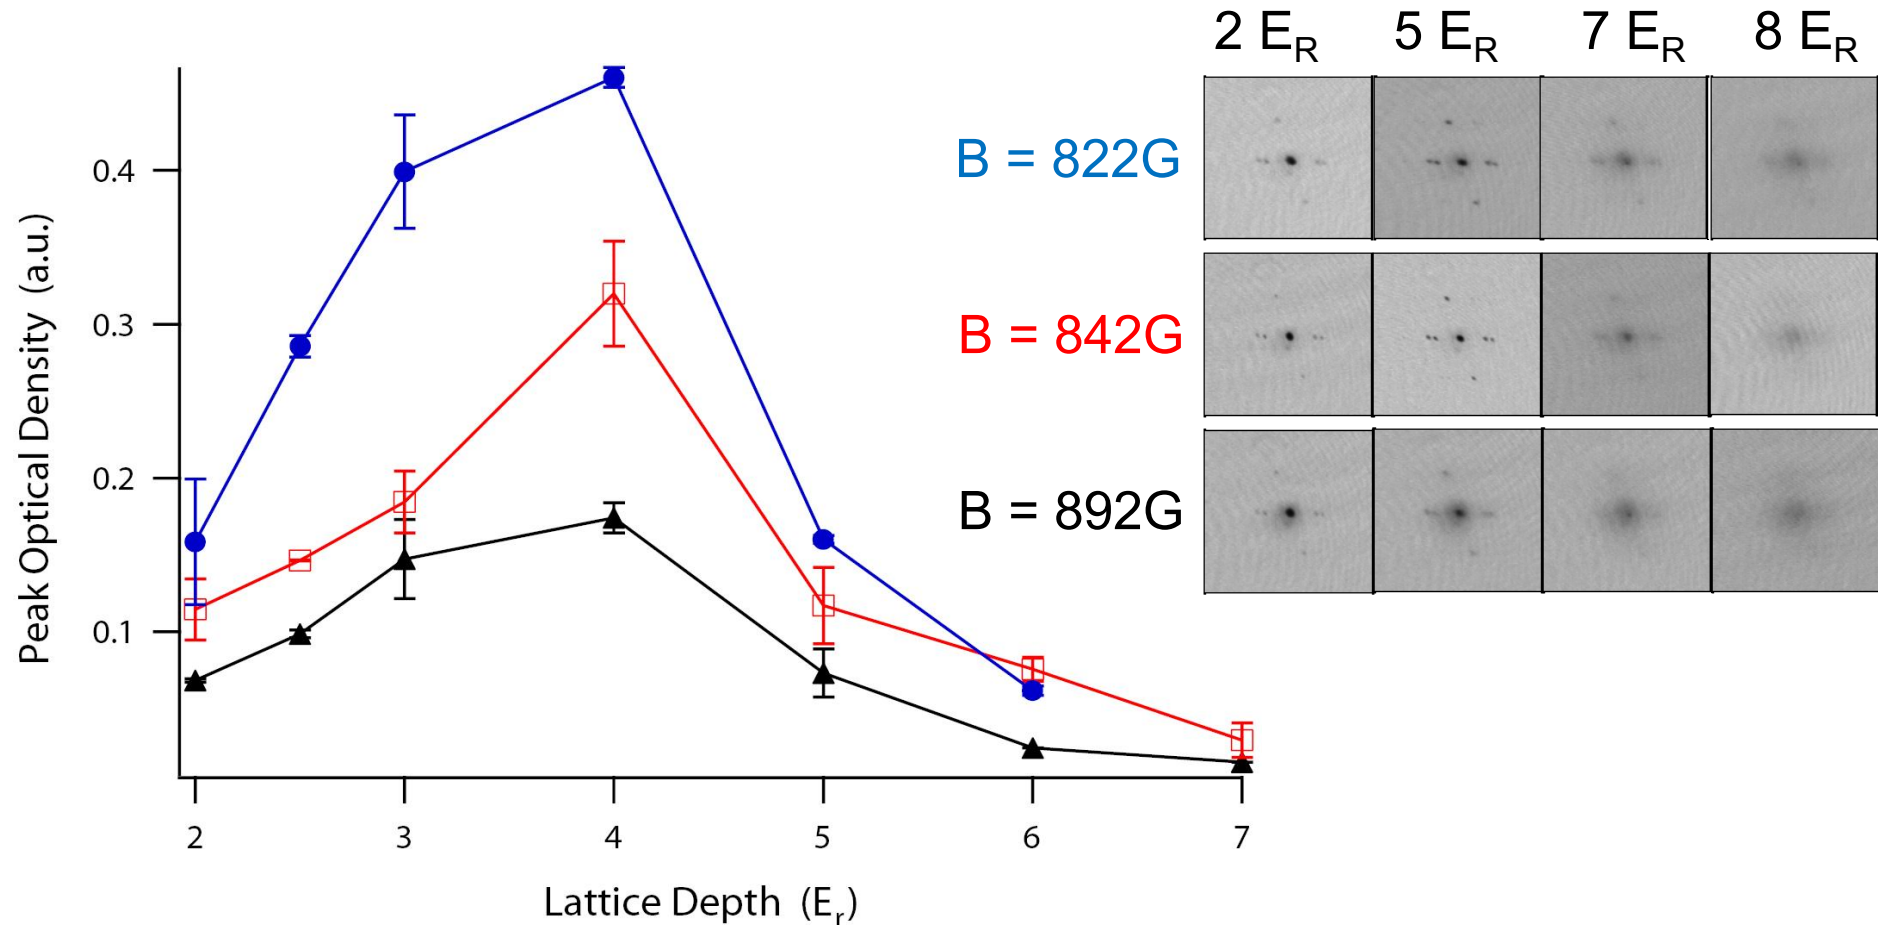 2 E_R 5 E_R 7 E_R 8 E_R
B = 822G
B = 842G
B = 892G
Peak Optical Density (a.u.)
0.4
0.3
0.2
0.1
2 3 4 5 6 7
Lattice Depth (E_r)